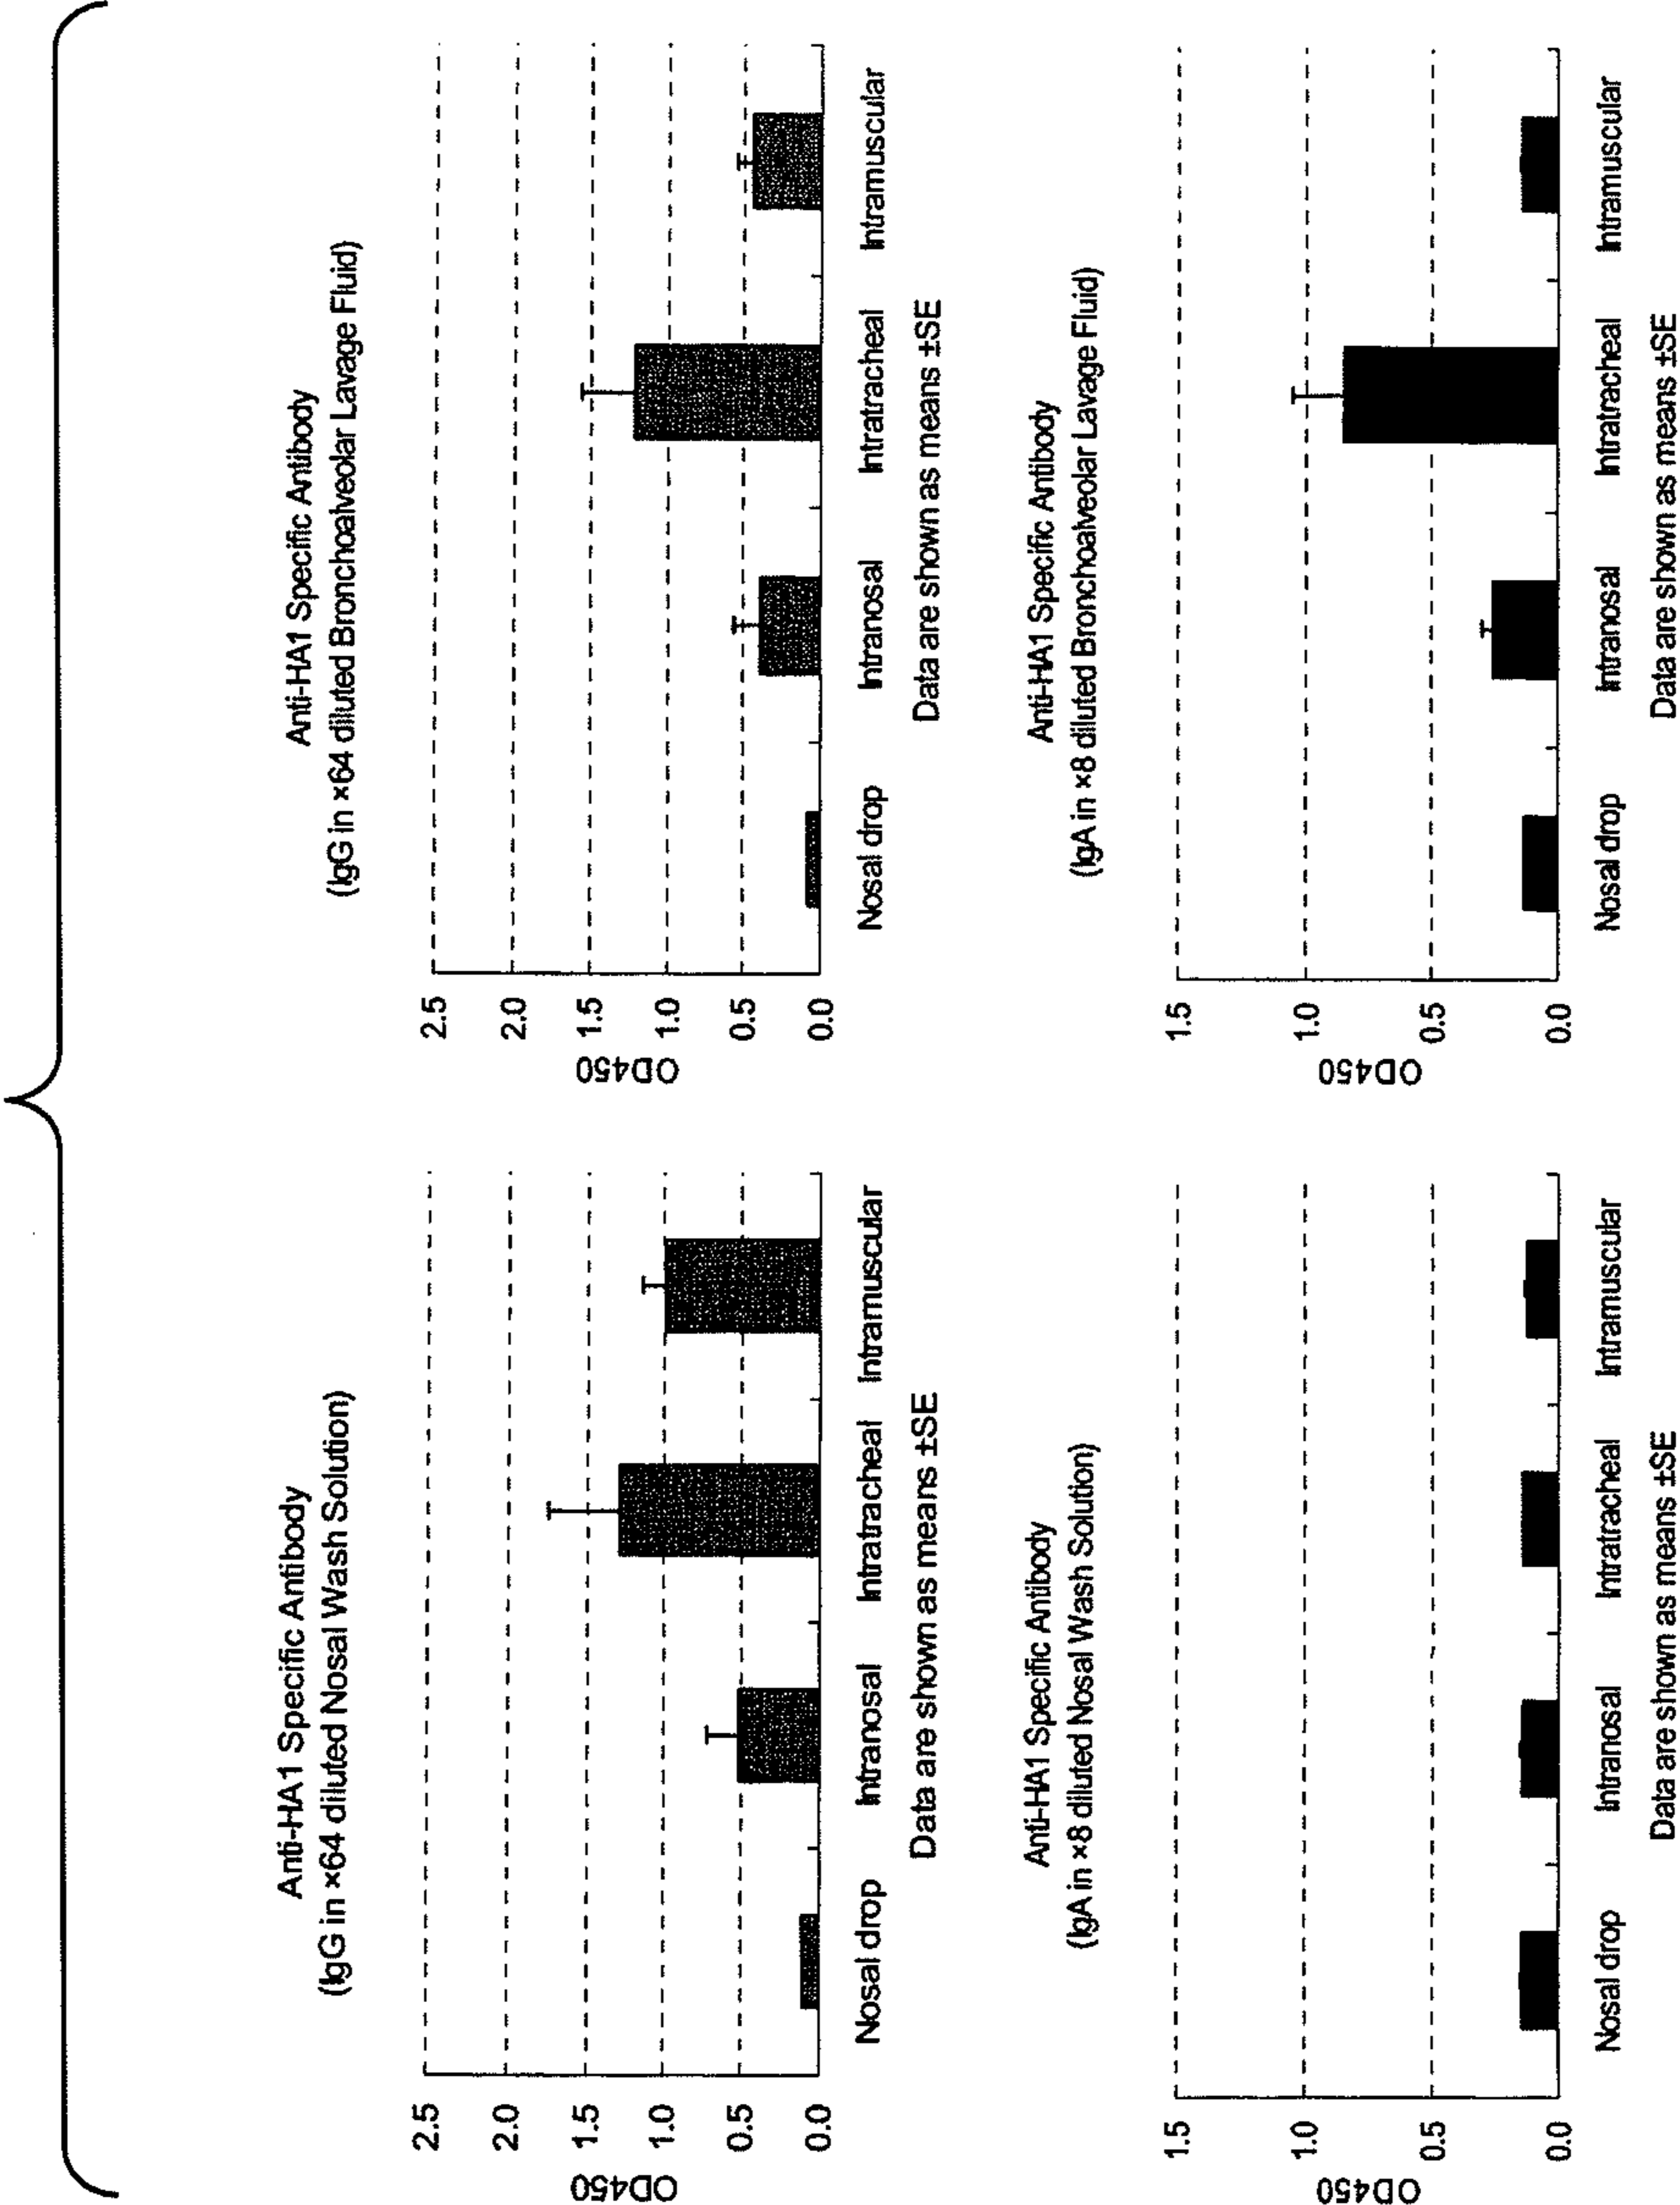 Anti-HA1 Specific Antibody
(IgG in ×64 diluted Nosal Wash Solution)
OD450
2.5
2.0
1.5
1.0
0.5
0.0
Nosal drop Intranosal Intratracheal Intramuscular
Data are shown as means ±SE
Anti-HA1 Specific Antibody
(IgG in ×64 diluted Bronchoalveolar Lavage Fluid)
OD450
2.5
2.0
1.5
1.0
0.5
0.0
Nosal drop Intranosal Intratracheal Intramuscular
Data are shown as means ±SE
Anti-HA1 Specific Antibody
(IgA in ×8 diluted Nosal Wash Solution)
OD450
1.5
1.0
0.5
0.0
Nosal drop Intranosal Intratracheal Intramuscular
Data are shown as means ±SE
Anti-HA1 Specific Antibody
(IgA in ×8 diluted Bronchoalveolar Lavage Fluid)
OD450
1.5
1.0
0.5
0.0
Nosal drop Intranosal Intratracheal Intramuscular
Data are shown as means ±SE